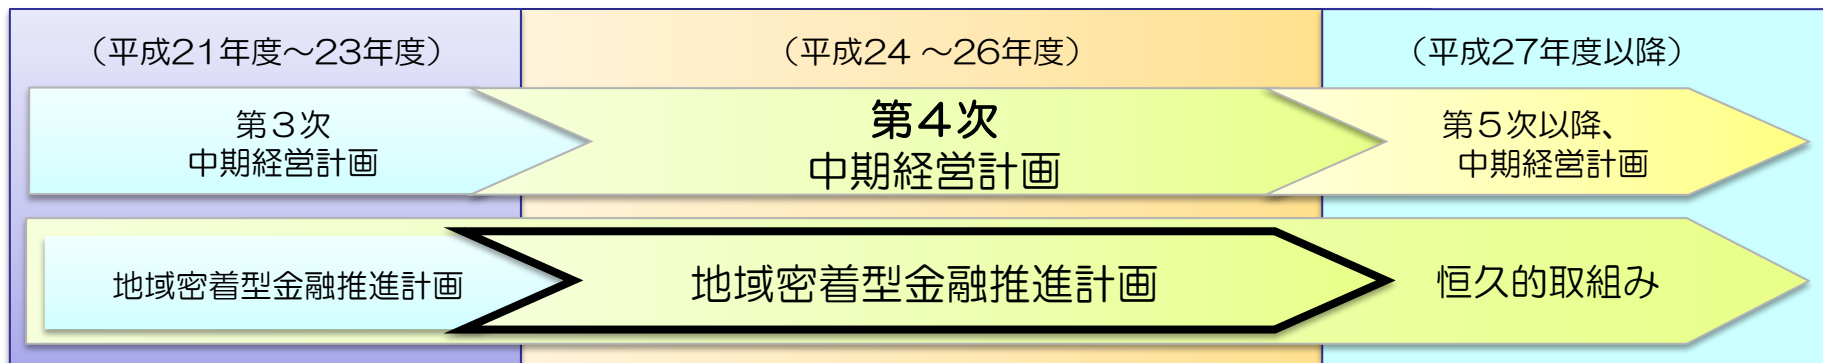 （平成21年度～23年度）
（平成24 ～26年度）
（平成27年度以降）
第３次
中期経営計画
第４次
中期経営計画
第５次以降、
中期経営計画
地域密着型金融推進計画
地域密着型金融推進計画
恒久的取組み